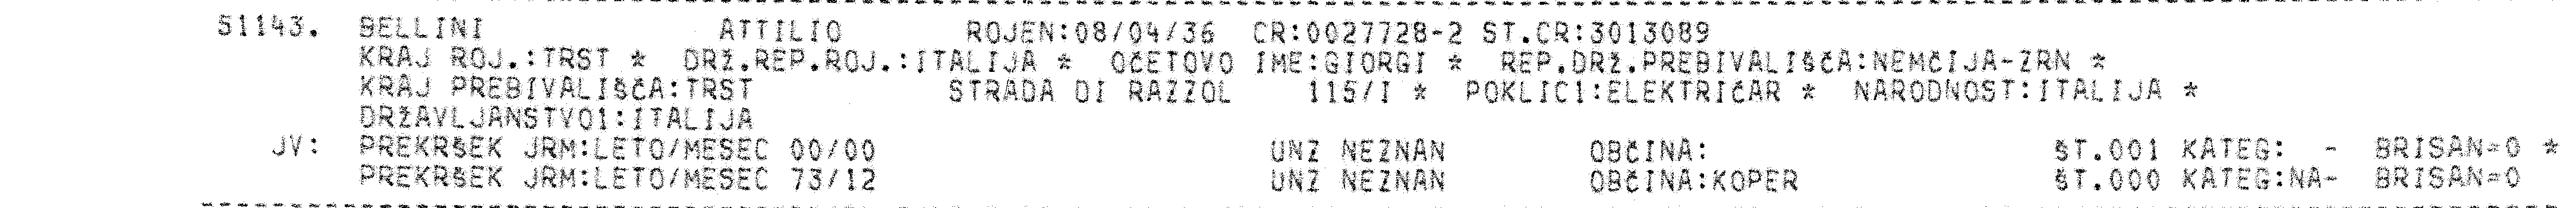 51143. BELLINI ATTILIO ROJEN:08/04/36 CR:0027728-2 ST.CR:3013089
KRAJ ROJ.:TRST * DRŽ.REP.ROJ.:ITALIJA * OČETOVO IME:GIORGI * REP.DRŽ.PREBIVALIŠČA:NEMČIJA-ZRN *
KRAJ PREBIVALIŠČA:TRST STRADA DI RAZZOL 115/I * POKLIC1:ELEKTRIČAR * NARODNOST:ITALIJA *
DRŽAVLJANSTVO1:ITALIJA
JV: PREKRŠEK JRM:LETO/MESEC 00/00 UNZ NEZNAN OBČINA: ŠT.001 KATEG: - BRISAN=0 *
PREKRŠEK JRM:LETO/MESEC 73/12 UNZ NEZNAN OBČINA:KOPER ŠT.000 KATEG:NA- BRISAN=0